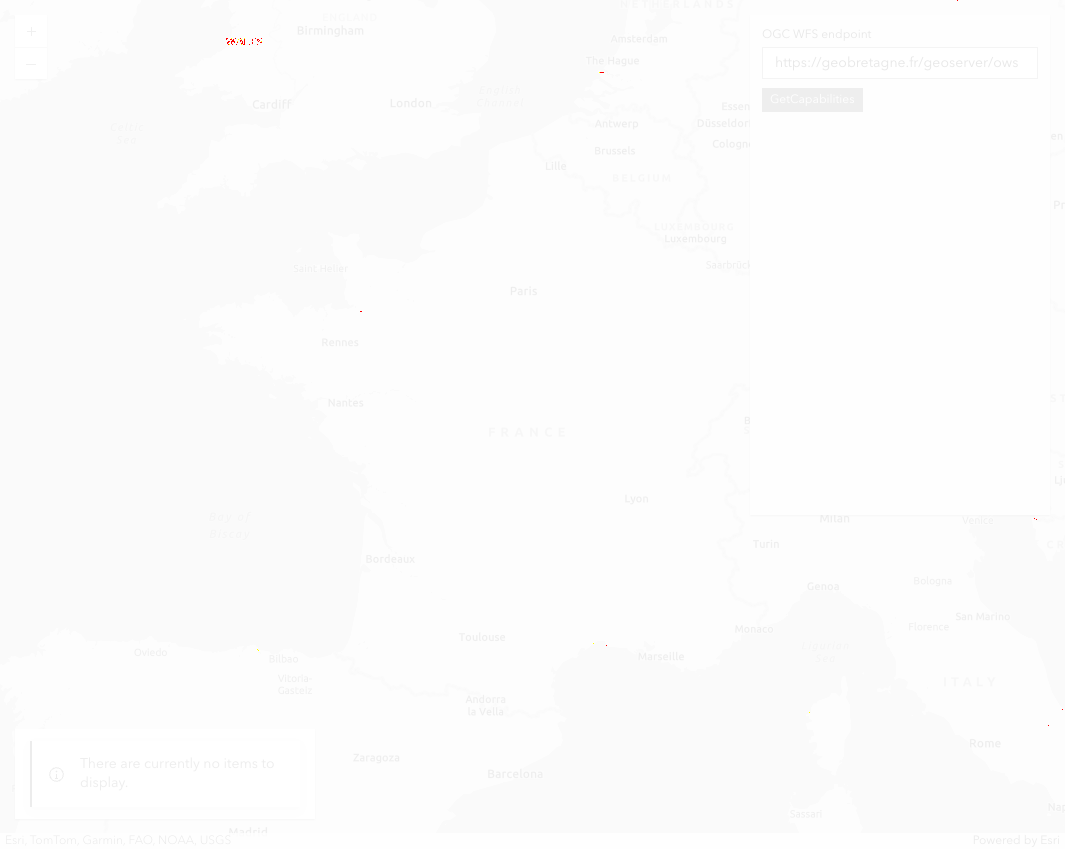 NETHERLANDS
ENGLAND
Birmingham
WALES
Amsterdam
The Hague
Cardiff
London
Essen
Antwerp
Düsseldorf
Brussels
Cologne
Lille
BELGIUM
LUXEMBOURG
Luxembourg
Saint Helier
Paris
Rennes
Nantes
FRANCE
Lyon
Bay of
Biscay
Milan
Turin
Bordeaux
Genoa
Bologna
San Marino
Florence
Monaco
Toulouse
Marseille
Oviedo
Bilbao
Vitoria-
Gasteiz
Andorra
la Vella
ITALY
Rome
Zaragoza
Barcelona
Sassari
Madrid
OGC WFS endpoint
https://geobretagne.fr/geoserver/ows
GetCapabilities
There are currently no items to
display.
Esri, TomTom, Garmin, FAO, NOAA, USGS
Powered by Esri